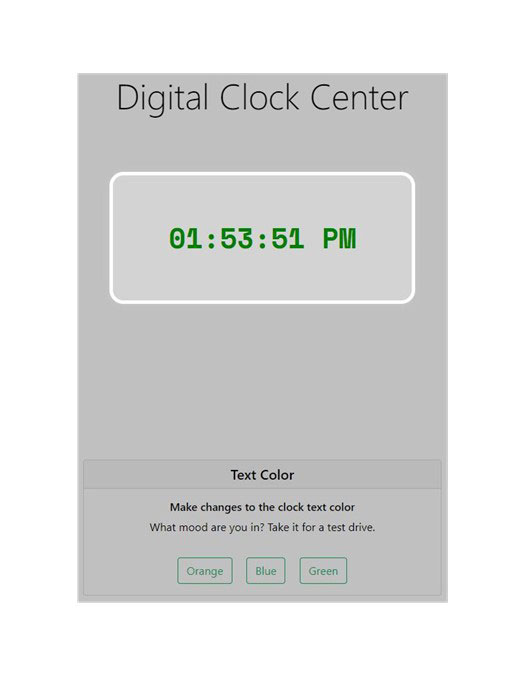 Digital Clock Center
01:53:51 PM
Text Color
Make changes to the clock text color
What mood are you in? Take it for a test drive.
Orange Blue Green